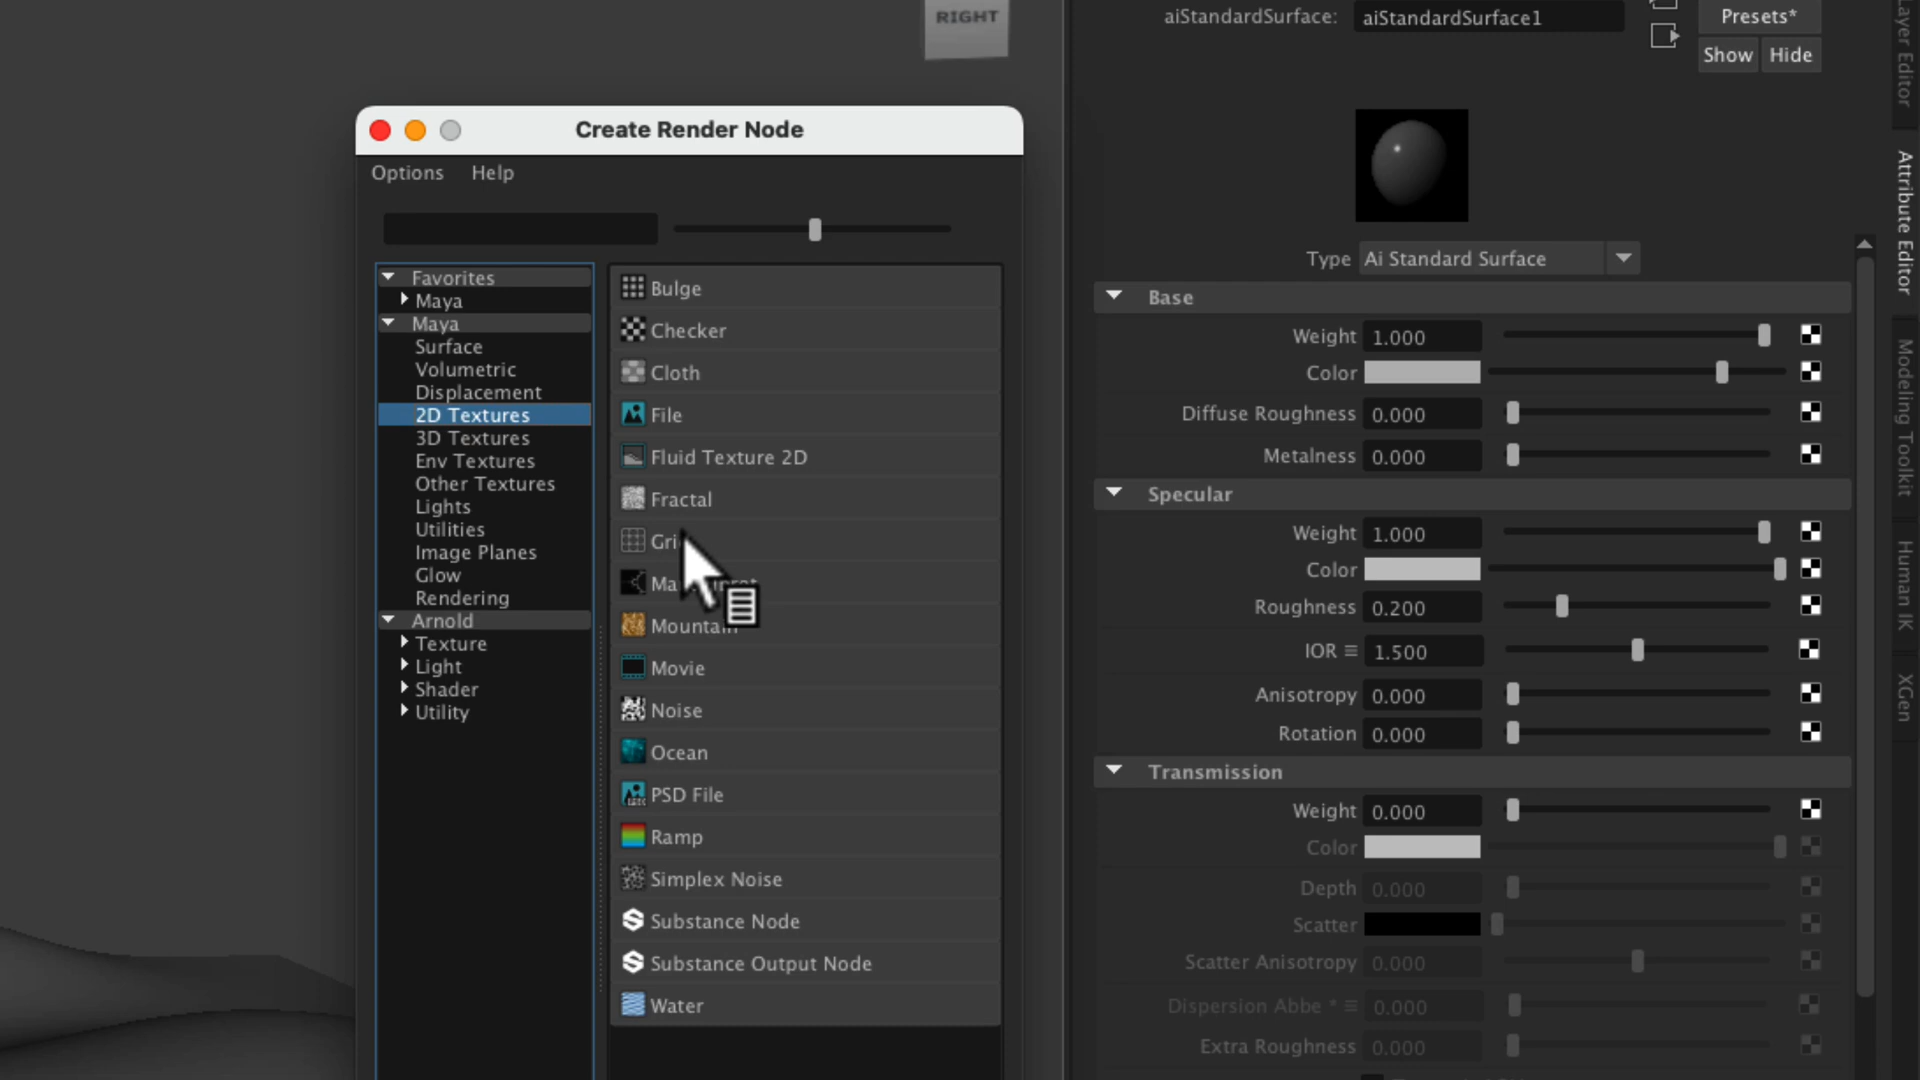 RIGHT
aiStandardSurface: aiStandardSurface1
Presets*
Show Hide
Create Render Node
Options Help
Favorites
Maya
Maya
Surface
Volumetric
Displacement
2D Textures
3D Textures
Env Textures
Other Textures
Lights
Utilities
Image Planes
Glow
Rendering
Arnold
Texture
Light
Shader
Utility
Bulge
Checker
Cloth
File
Fluid Texture 2D
Fractal
Mountain
Movie
Noise
Ocean
PSD File
Ramp
Simplex Noise
Substance Node
Substance Output Node
Water
Type Ai Standard Surface
Base
Weight 1.000
Color
Diffuse Roughness 0.000
Metalness 0.000
Specular
Weight 1.000
Color
Roughness 0.200
IOR 1.500
Anisotropy 0.000
Rotation 0.000
Transmission
Weight 0.000
Color
Depth 0.000
Scatter
Scatter Anisotropy 0.000
Dispersion Abbe * 0.000
Extra Roughness 0.000
Layer Editor
Attribute Editor
Modeling Toolkit
Human IK
XGen